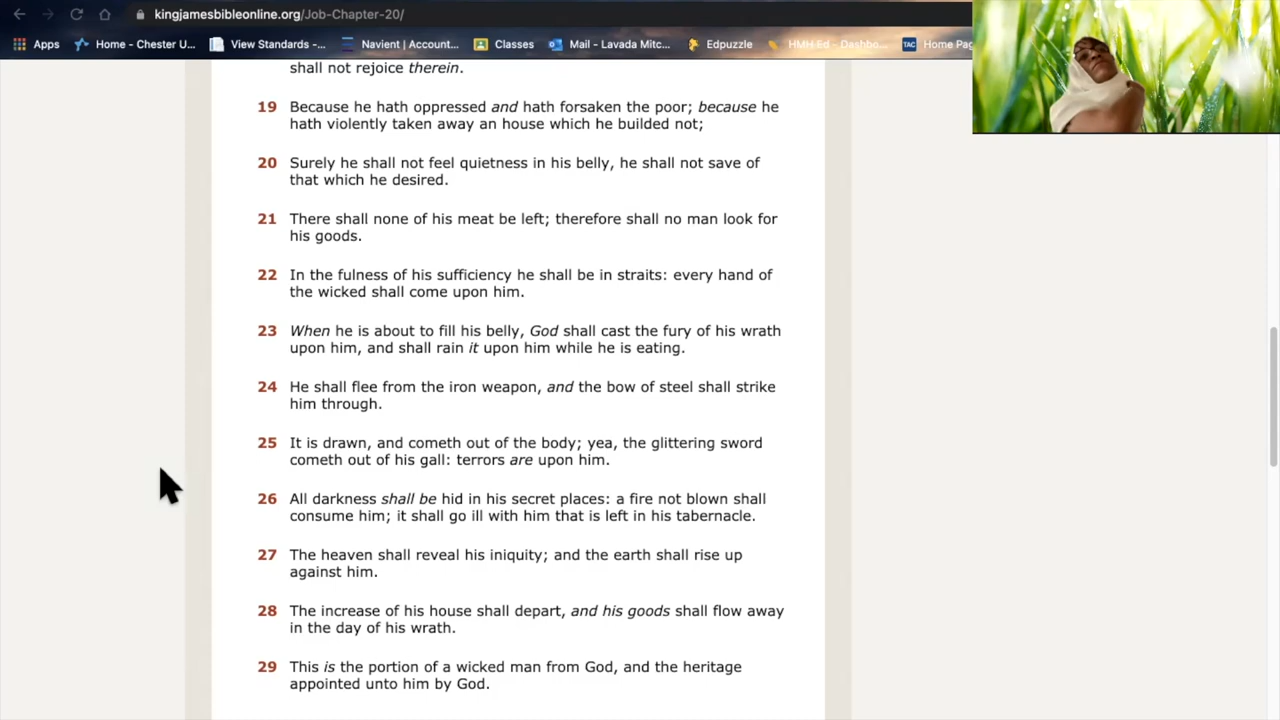 kingjamesbibleonline.org/Job-Chapter-20/
Apps Home - Chester U... View Standards -... Navient | Account... Classes Mail - Lavada Mitc... Edpuzzle HMH Ed - Dashbo... Home Pag
shall not rejoice therein.
19 Because he hath oppressed and hath forsaken the poor; because he
hath violently taken away an house which he builded not;
20 Surely he shall not feel quietness in his belly, he shall not save of
that which he desired.
21 There shall none of his meat be left; therefore shall no man look for
his goods.
22 In the fulness of his sufficiency he shall be in straits: every hand of
the wicked shall come upon him.
23 When he is about to fill his belly, God shall cast the fury of his wrath
upon him, and shall rain it upon him while he is eating.
24 He shall flee from the iron weapon, and the bow of steel shall strike
him through.
25 It is drawn, and cometh out of the body; yea, the glittering sword
cometh out of his gall: terrors are upon him.
26 All darkness shall be hid in his secret places: a fire not blown shall
consume him; it shall go ill with him that is left in his tabernacle.
27 The heaven shall reveal his iniquity; and the earth shall rise up
against him.
28 The increase of his house shall depart, and his goods shall flow away
in the day of his wrath.
29 This is the portion of a wicked man from God, and the heritage
appointed unto him by God.